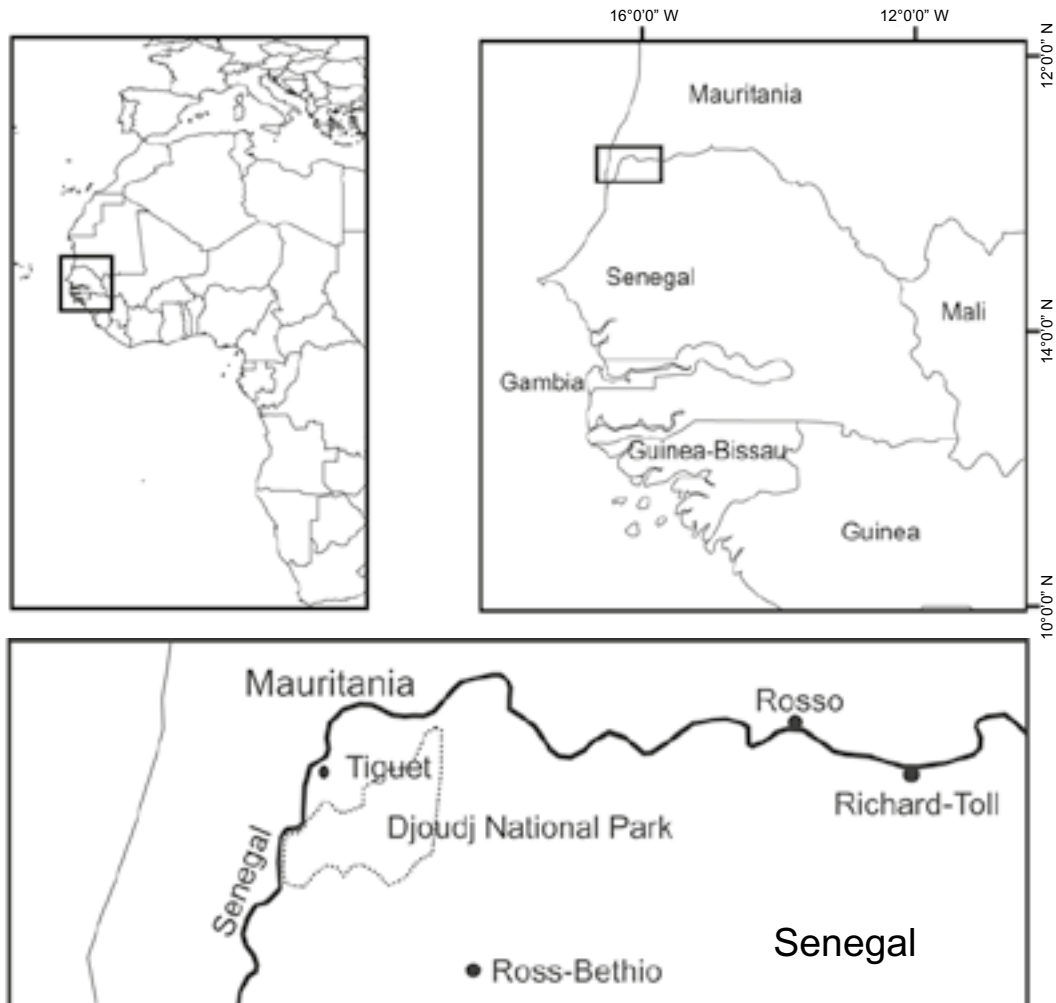 16°0'0" W
12°0'0" W
12°0'0" N
Mauritania
Senegal
Mali
14°0'0" N
Gambia
Guinea-Bissau
Guinea
10°0'0" N
Mauritania
Rosso
Tiguet
Richard-Toll
Djoudj National Park
Senegal
Senegal
Ross-Bethio